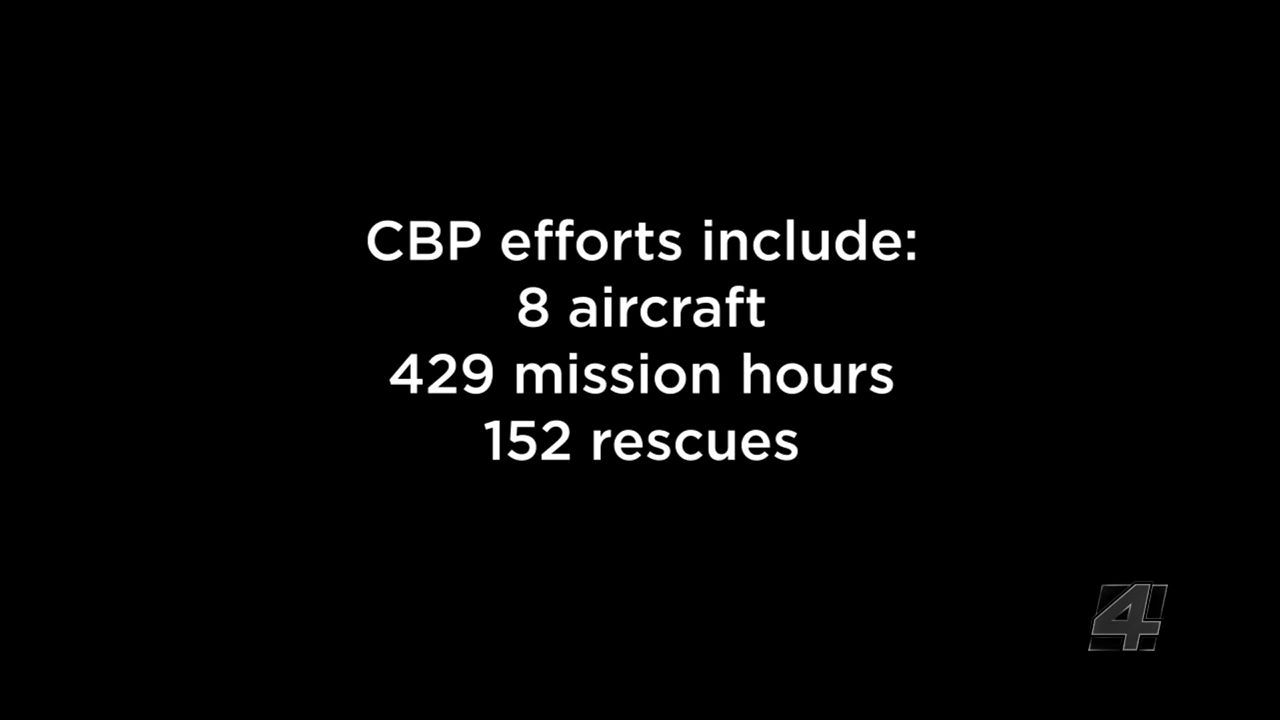 CBP efforts include:
8 aircraft
429 mission hours
152 rescues
4